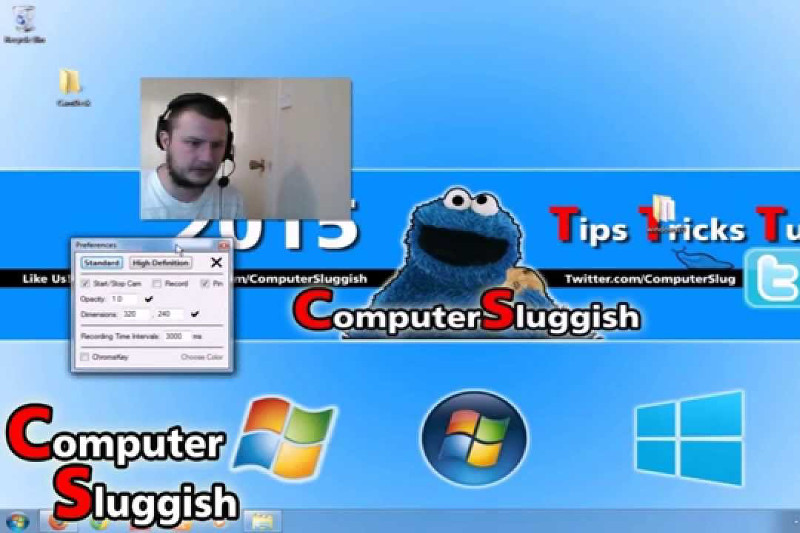 Recycle Bin
2015
Tips Tricks Tu
Preferences
Standard High Definition
Start/Stop Cam Record Pin
Opacity: 1.0
Dimensions: 320 240
Recording Time Intervals: 3000 ms
ChromaKey Choose Color
Like Us!
.com/ComputerSluggish
Twitter.com/ComputerSlug
ComputerSluggish
Computer
Sluggish